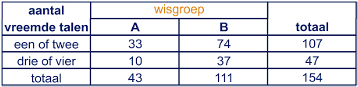 aantal vreemde talen wisgroep totaal
A B
een of twee 33 74 107
drie of vier 10 37 47
totaal 43 111 154